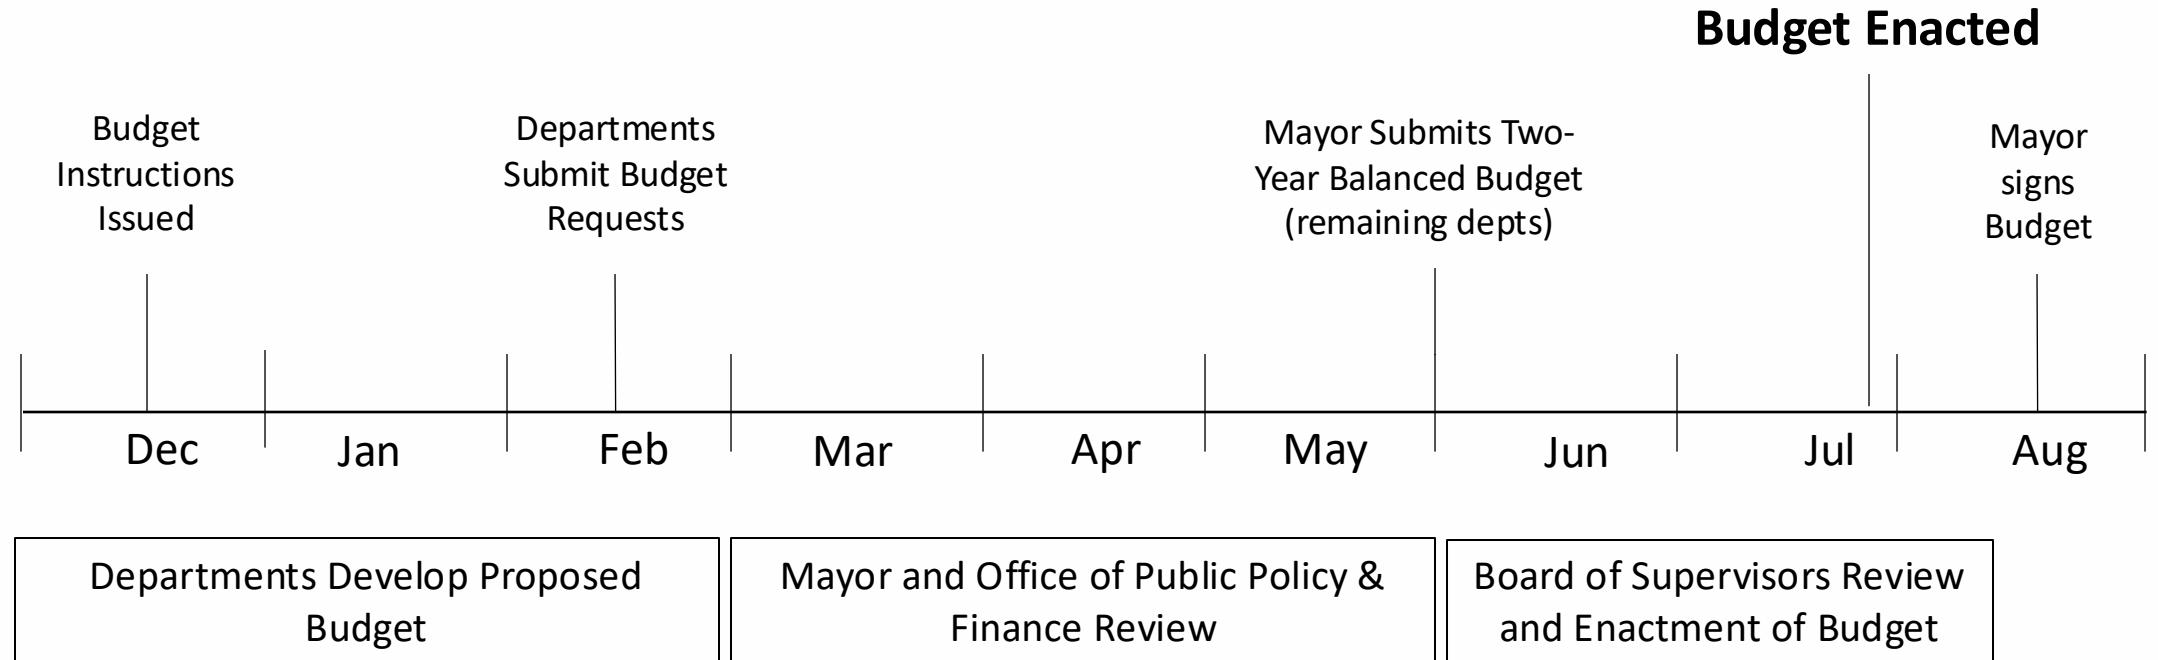 Budget Enacted
Budget
Instructions
Issued
Departments
Submit Budget
Requests
Mayor Submits Two-
Year Balanced Budget
(remaining depts)
Mayor
signs
Budget
Dec
Jan
Feb
Mar
Apr
May
Jun
Jul
Aug
Departments Develop Proposed
Budget
Mayor and Office of Public Policy &
Finance Review
Board of Supervisors Review
and Enactment of Budget